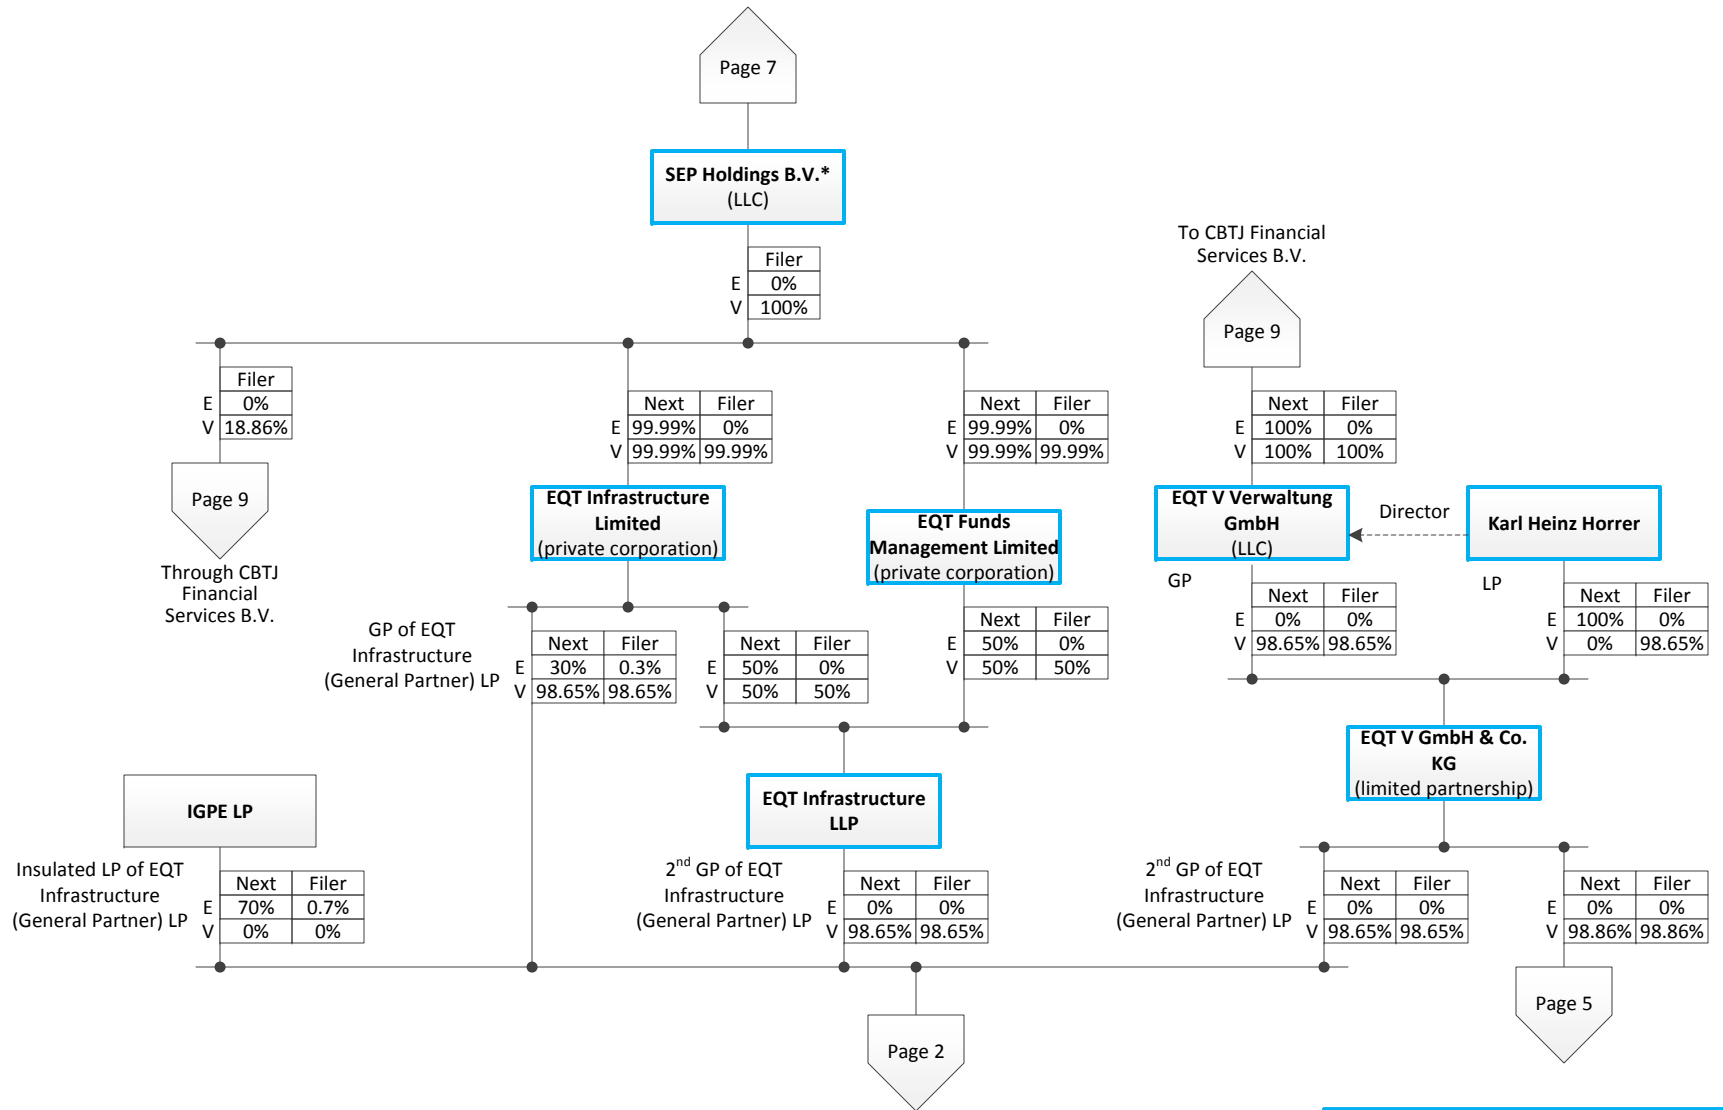 Page 7
SEP Holdings B.V.*
(LLC)
Filer
E 0%
V 100%
Filer
E 0%
V 18.86%
Page 9
Through CBTJ
Financial
Services B.V.
Next Filer
E 99.99% 0%
V 99.99% 99.99%
EQT Infrastructure
Limited
(private corporation)
Next Filer
E 99.99% 0%
V 99.99% 99.99%
EQT Funds
Management Limited
(private corporation)
To CBTJ Financial
Services B.V.
Page 9
Next Filer
E 100% 0%
V 100% 100%
EQT V Verwaltung
GmbH
(LLC)
Director
Karl Heinz Horrer
GP
Next Filer
E 0% 0%
V 98.65% 98.65%
LP
Next Filer
E 100% 0%
V 0% 98.65%
GP of EQT
Infrastructure
(General Partner) LP
Next Filer
E 30% 0.3%
V 98.65% 98.65%
Next Filer
E 50% 0%
V 50% 50%
Next Filer
E 50% 0%
V 50% 50%
EQT V GmbH & Co.
KG
(limited partnership)
IGPE LP
EQT Infrastructure
LLP
Insulated LP of EQT
Infrastructure
(General Partner) LP
Next Filer
E 70% 0.7%
V 0% 0%
2nd GP of EQT
Infrastructure
(General Partner) LP
Next Filer
E 0% 0%
V 98.65% 98.65%
2nd GP of EQT
Infrastructure
(General Partner) LP
Next Filer
E 0% 0%
V 98.65% 98.65%
Next Filer
E 0% 0%
V 98.86% 98.86%
Page 5
Page 2